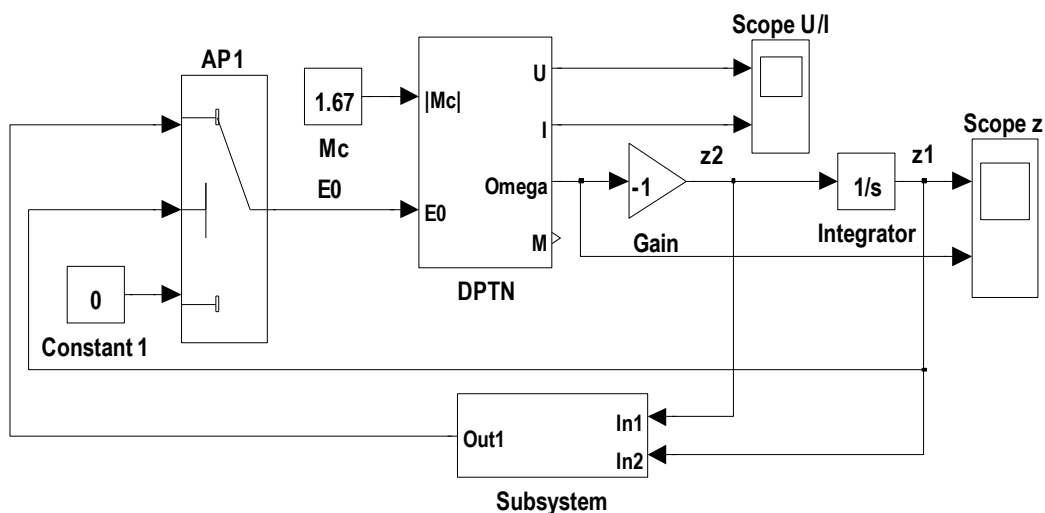 Scope U/I
AP1
1.67
|Mc|
U
I
Mc
E0
E0
Omega
M
DPTN
-1
Gain
z2
1/s
Integrator
z1
Scope z
0
Constant 1
Out1
In1
In2
Subsystem